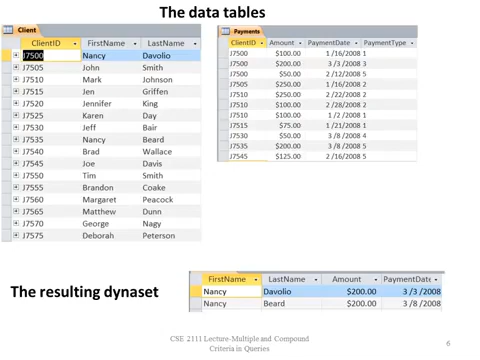 The data tables
Client
ClientID FirstName LastName
J7500 Nancy Davolio
J7505 John Smith
J7510 Mark Johnson
J7515 Jen Griffen
J7520 Jennifer King
J7525 Karen Day
J7530 Jeff Bair
J7535 Nancy Beard
J7540 Brad Wallace
J7545 Joe Davis
J7550 Tim Smith
J7555 Brandon Coake
J7560 Margaret Peacock
J7565 Matthew Dunn
J7570 George Nagy
J7575 Deborah Peterson
Payments
ClientID Amount PaymentDate PaymentType
J7500 $100.00 1/16/2008 1
J7500 $200.00 3/3/2008 3
J7500 $50.00 2/12/2008 5
J7505 $250.00 1/16/2008 2
J7510 $250.00 2/22/2008 2
J7510 $100.00 2/28/2008 2
J7510 $100.00 1/2/2008 1
J7515 $75.00 1/21/2008 1
J7530 $50.00 3/8/2008 4
J7535 $200.00 3/8/2008 5
J7545 $125.00 2/16/2008 5
The resulting dynaset
FirstName LastName Amount PaymentDate
Nancy Davolio $200.00 3/3/2008
Nancy Beard $200.00 3/8/2008
CSE 2111 Lecture-Multiple and Compound
Criteria in Queries
6